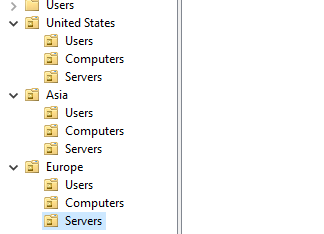 Users
United States
Users
Computers
Servers
Asia
Users
Computers
Servers
Europe
Users
Computers
Servers